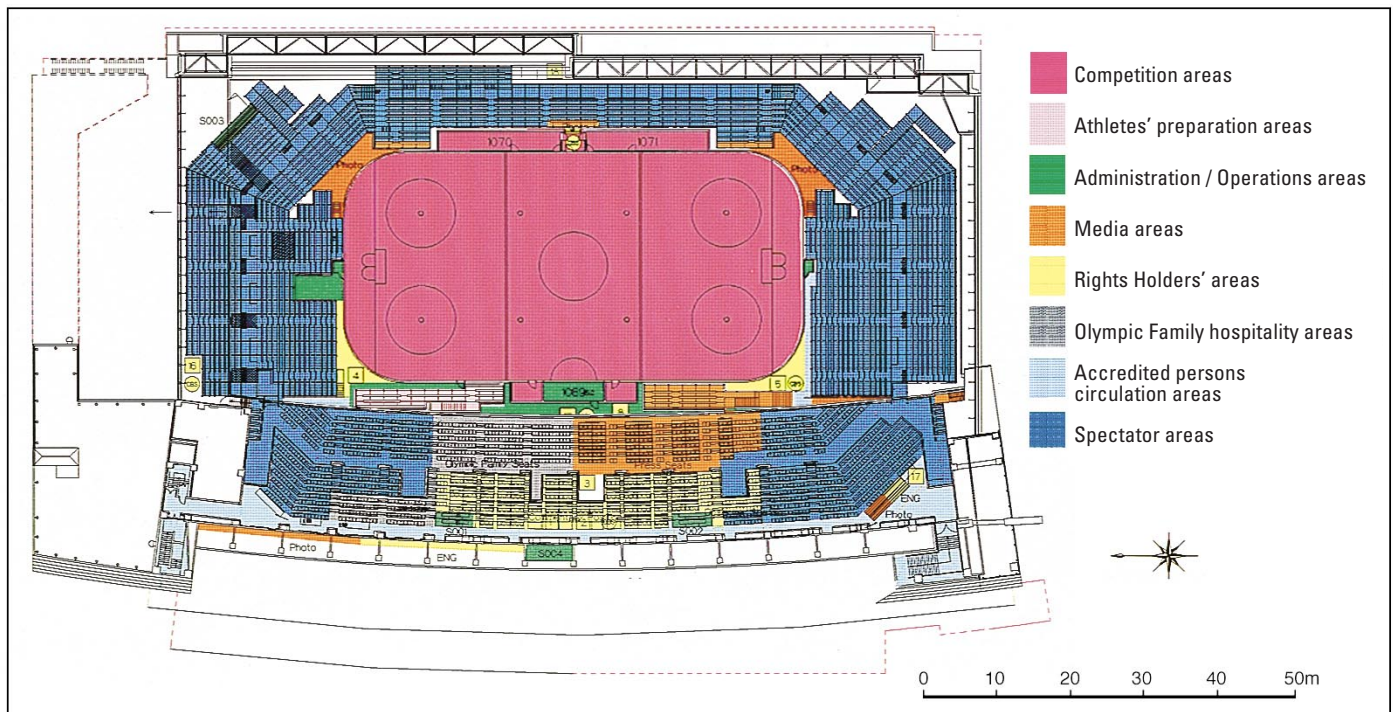 S003
1070
1071
Photo
Photo
16
4
5
1069
Olympic Family Seats
Press Seats
3
17
ENG
Photo
S001
S002
Photo
ENG
S004
Competition areas
Athletes' preparation areas
Administration / Operations areas
Media areas
Rights Holders' areas
Olympic Family hospitality areas
Accredited persons
circulation areas
Spectator areas
0 10 20 30 40 50m